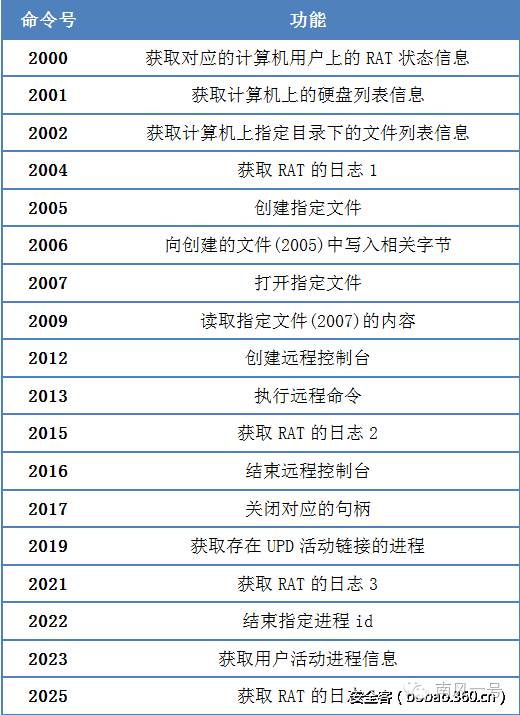 命令号 功能
2000 获取对应的计算机用户上的 RAT 状态信息
2001 获取计算机上的硬盘列表信息
2002 获取计算机上指定目录下的文件列表信息
2004 获取 RAT 的日志 1
2005 创建指定文件
2006 向创建的文件(2005)中写入相关字节
2007 打开指定文件
2009 读取指定文件(2007)的内容
2012 创建远程控制台
2013 执行远程命令
2015 获取 RAT 的日志 2
2016 结束远程控制台
2017 关闭对应的句柄
2019 获取存在 UPD 活动链接的进程
2021 获取 RAT 的日志 3
2022 结束指定进程 id
2023 获取用户活动进程信息
2025 获取 RAT 的日志
南风一号
安全客（bobao.360.cn）